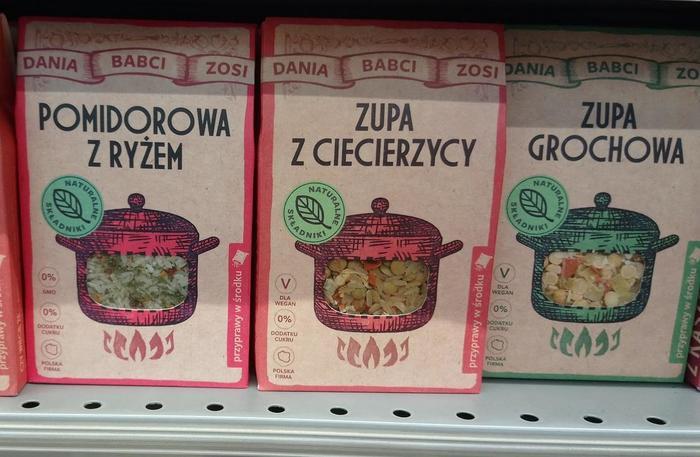 DANIA BABCI ZOSI
POMIDOROWA
Z RYŻEM
NATURALNE
SKŁADNIKI
0%
GMO
0%
DODATKU
CUKRU
POLSKA
FIRMA
przyprawy w środku
DANIA BABCI ZOSI
ZUPA
Z CIECIERZYCY
NATURALNE
SKŁADNIKI
V
DLA
WEGAN
0%
DODATKU
CUKRU
POLSKA
FIRMA
przyprawy w środku
DANIA BABCI ZO
ZUPA
GROCHOWA
NATURALNE
SKŁADNIKI
V
DLA
WEGAN
0%
DODATKU
CUKRU
POLSKA
FIRMA
przyprawy w ś